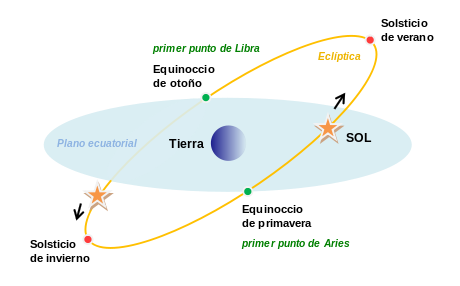 Solsticio
de verano
primer punto de Libra
Eclíptica
Equinoccio
de otoño
Plano ecuatorial
Tierra
SOL
Equinoccio
de primavera
primer punto de Aries
Solsticio
de invierno